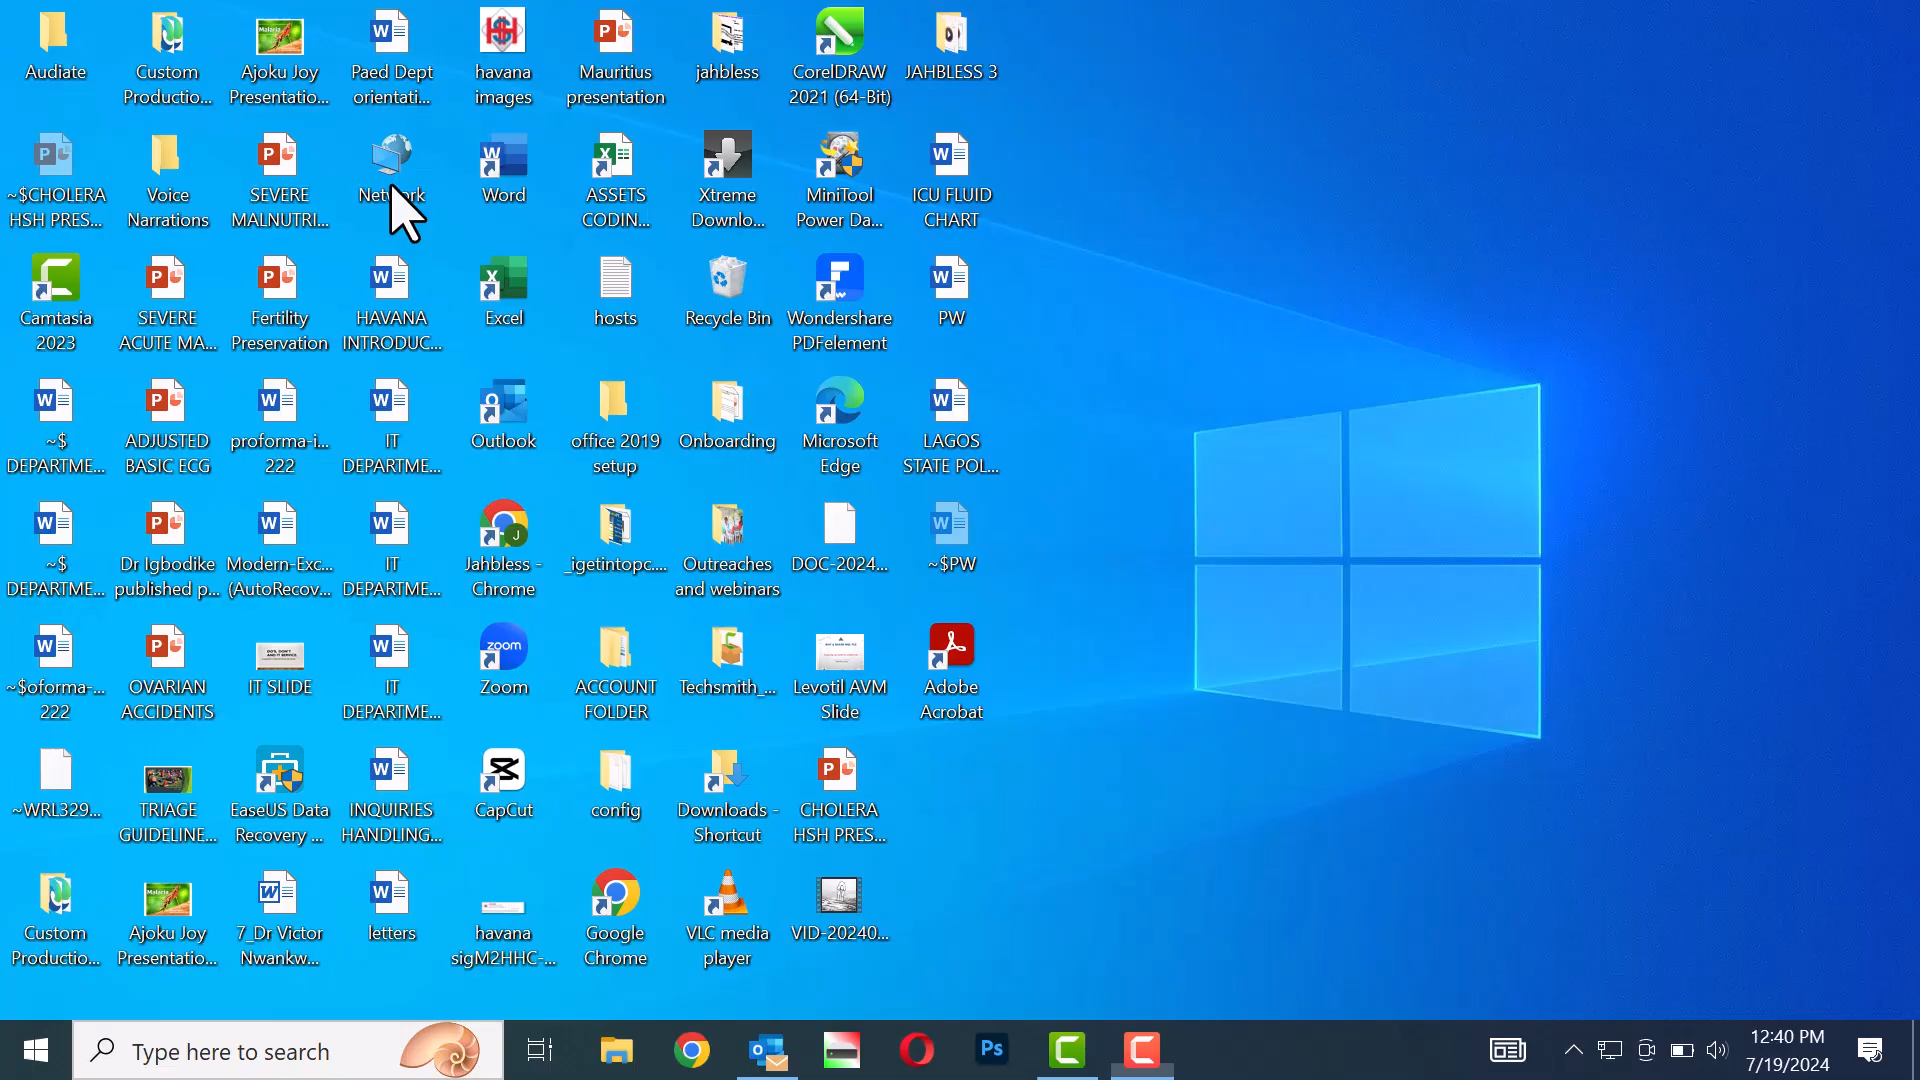 Audiate
Custom
Productio...
Ajoku Joy
Presentatio...
Paed Dept
orientati...
havana
images
Mauritius
presentation
jahbless
CorelDRAW
2021 (64-Bit)
JAHBLESS 3
~$CHOLERA
HSH PRES...
Voice
Narrations
SEVERE
MALNUTRI...
Network
Word
ASSETS
CODIN...
Xtreme
Downlo...
MiniTool
Power Da...
ICU FLUID
CHART
Camtasia
2023
SEVERE
ACUTE MA...
Fertility
Preservation
HAVANA
INTRODUC...
Excel
hosts
Recycle Bin
Wondershare
PDFelement
PW
~$
DEPARTME...
ADJUSTED
BASIC ECG
proforma-i...
222
IT
DEPARTME...
Outlook
office 2019
setup
Onboarding
Microsoft
Edge
LAGOS
STATE POL...
~$
DEPARTME...
Dr Igbodike
published p...
Modern-Exc...
(AutoRecov...
IT
DEPARTME...
Jahbless -
Chrome
_igetintopc....
Outreaches
and webinars
DOC-2024...
~$PW
~$oforma-...
222
OVARIAN
ACCIDENTS
IT SLIDE
IT
DEPARTME...
zoom
Zoom
ACCOUNT
FOLDER
Techsmith_...
Levotil AVM
Slide
Adobe
Acrobat
~WRL329...
TRIAGE
GUIDELINE...
EaseUS Data
Recovery ...
INQUIRIES
HANDLING...
CapCut
config
Downloads -
Shortcut
CHOLERA
HSH PRES...
Custom
Productio...
Ajoku Joy
Presentatio...
7_Dr Victor
Nwankw...
letters
havana
sigM2HHC-...
Google
Chrome
VLC media
player
VID-20240...
Type here to search
Ps
12:40 PM
7/19/2024